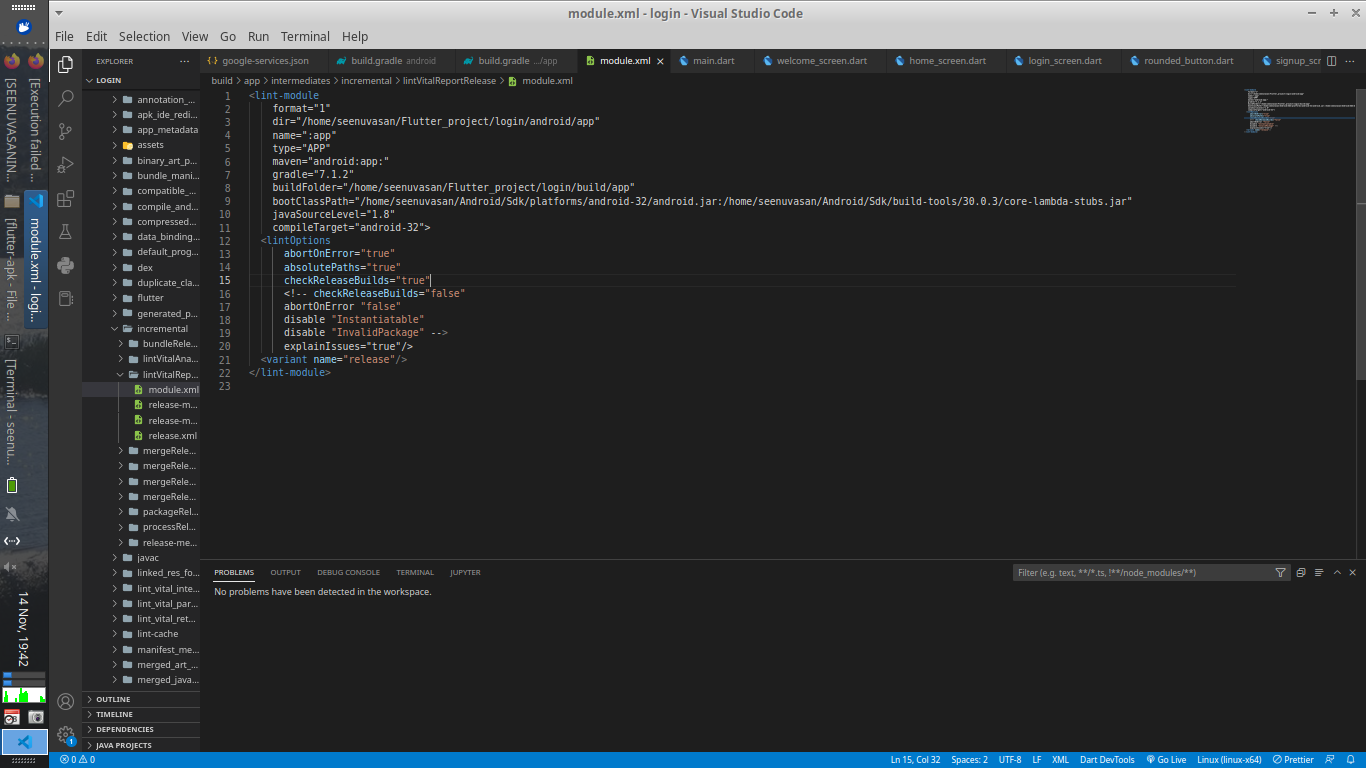 module.xml - login - Visual Studio Code
File Edit Selection View Go Run Terminal Help
[SEENUVASANIN...
[Execution failed ...
[flutter-apk - File ...
module.xml - logi...
[Terminal - seenu...
14 Nov, 19:42
EXPLORER
LOGIN
annotation_...
apk_ide_redi...
app_metadata
assets
binary_art_p...
bundle_mani...
compatible_...
compile_and...
compressed...
data_binding...
default_prog...
dex
duplicate_cla...
flutter
generated_p...
incremental
bundleRele...
lintVitalAna...
lintVitalRep...
module.xml
release-m...
release-m...
release.xml
mergeRele...
mergeRele...
mergeRele...
mergeRele...
packageRel...
processRel...
release-me...
javac
linked_res_fo...
lint_vital_inte...
lint_vital_par...
lint_vital_ret...
lint-cache
manifest_me...
merged_art_...
merged_java...
OUTLINE
TIMELINE
DEPENDENCIES
JAVA PROJECTS
google-services.json build.gradle android build.gradle .../app module.xml main.dart welcome_screen.dart home_screen.dart login_screen.dart rounded_button.dart signup_scr
build > app > intermediates > incremental > lintVitalReportRelease > module.xml
1 <lint-module
2 format="1"
3 dir="/home/seenuvasan/Flutter_project/login/android/app"
4 name=":app"
5 type="APP"
6 maven="android:app:"
7 gradle="7.1.2"
8 buildFolder="/home/seenuvasan/Flutter_project/login/build/app"
9 bootClassPath="/home/seenuvasan/Android/Sdk/platforms/android-32/android.jar:/home/seenuvasan/Android/Sdk/build-tools/30.0.3/core-lambda-stubs.jar"
10 javaSourceLevel="1.8"
11 compileTarget="android-32">
12 <lintOptions
13 abortOnError="true"
14 absolutePaths="true"
15 checkReleaseBuilds="true"
16 <!-- checkReleaseBuilds="false"
17 abortOnError "false"
18 disable "Instantiatable"
19 disable "InvalidPackage" -->
20 explainIssues="true"/>
21 <variant name="release"/>
22 </lint-module>
23
PROBLEMS OUTPUT DEBUG CONSOLE TERMINAL JUPYTER
Filter (e.g. text, **/*.ts, !**/node_modules/**)
No problems have been detected in the workspace.
1
0 0 Ln 15, Col 32 Spaces: 2 UTF-8 LF XML Dart DevTools Go Live Linux (linux-x64) Prettier